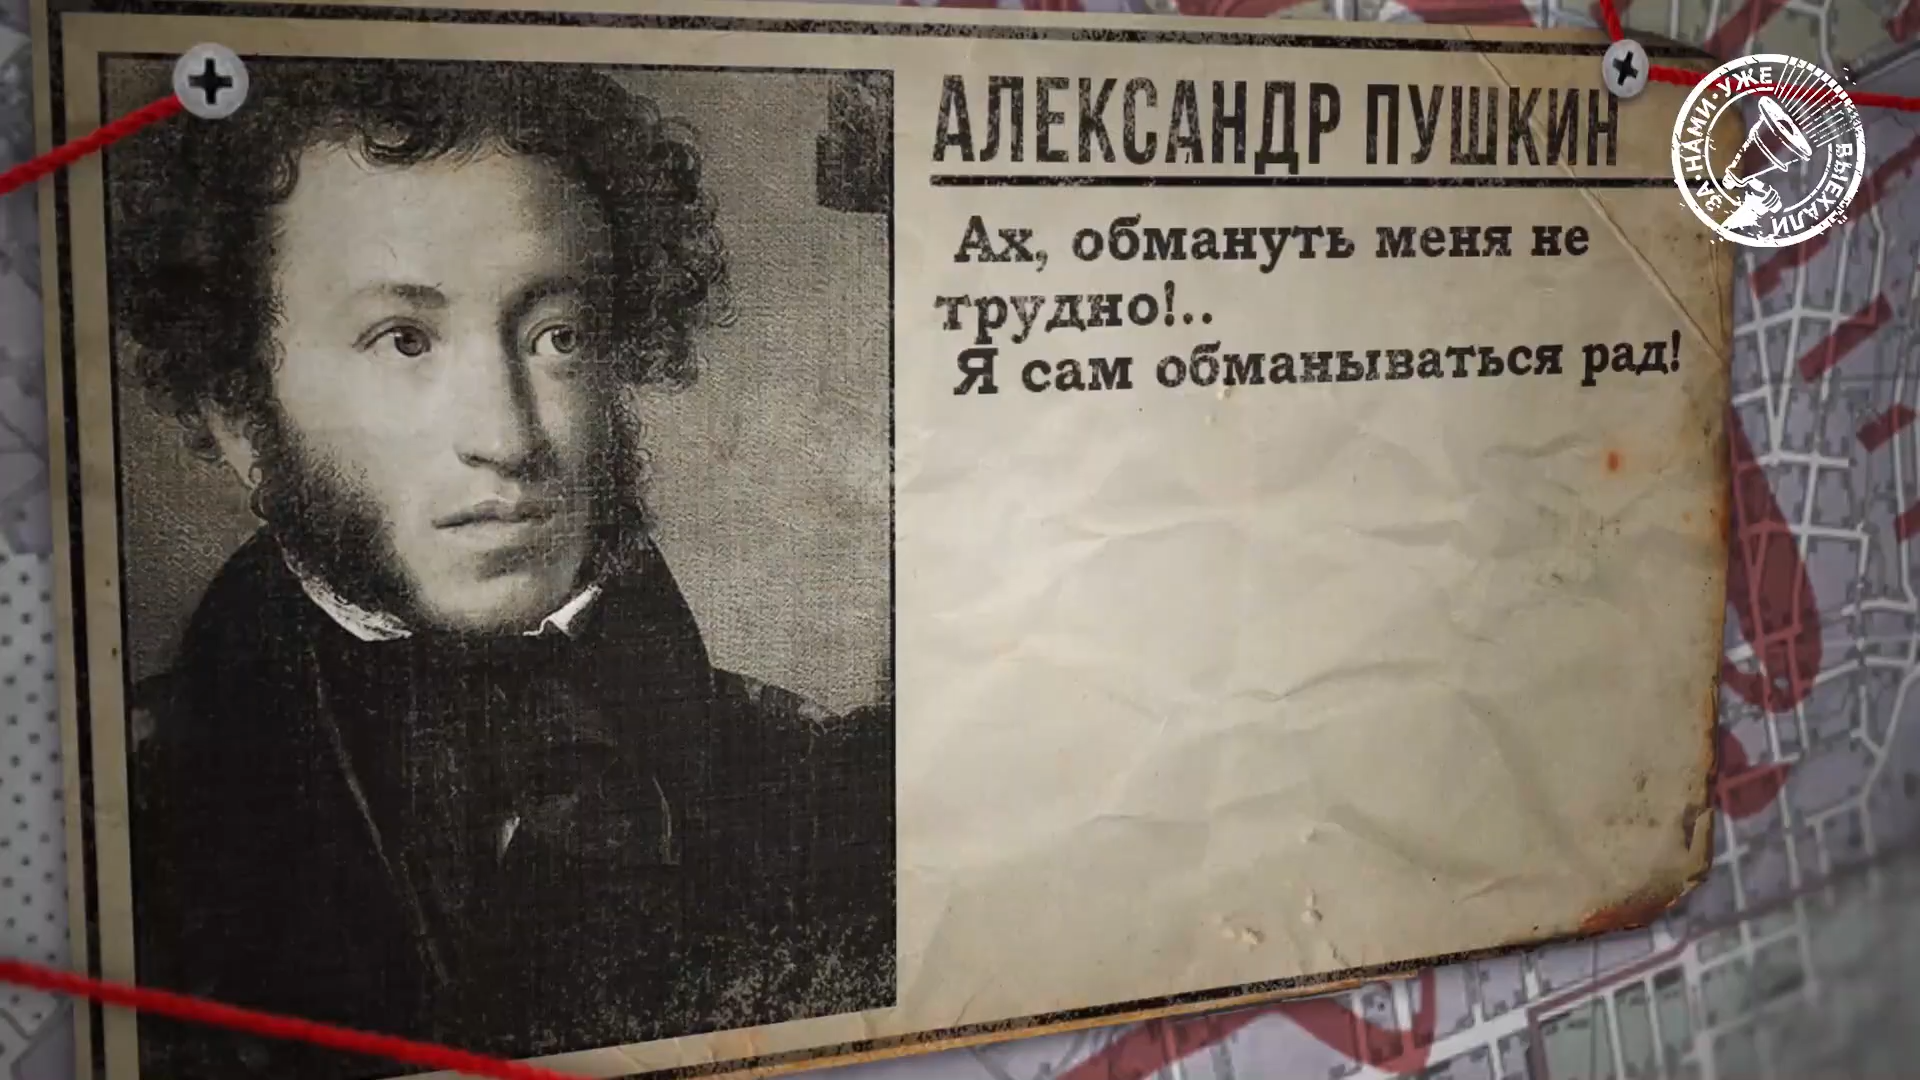 АЛЕКСАНДР ПУШКИН
Ах, обмануть меня не
трудно!..
Я сам обманываться рад!
ЗА·НАМИ·УЖЕ ВЫЕХАЛИ